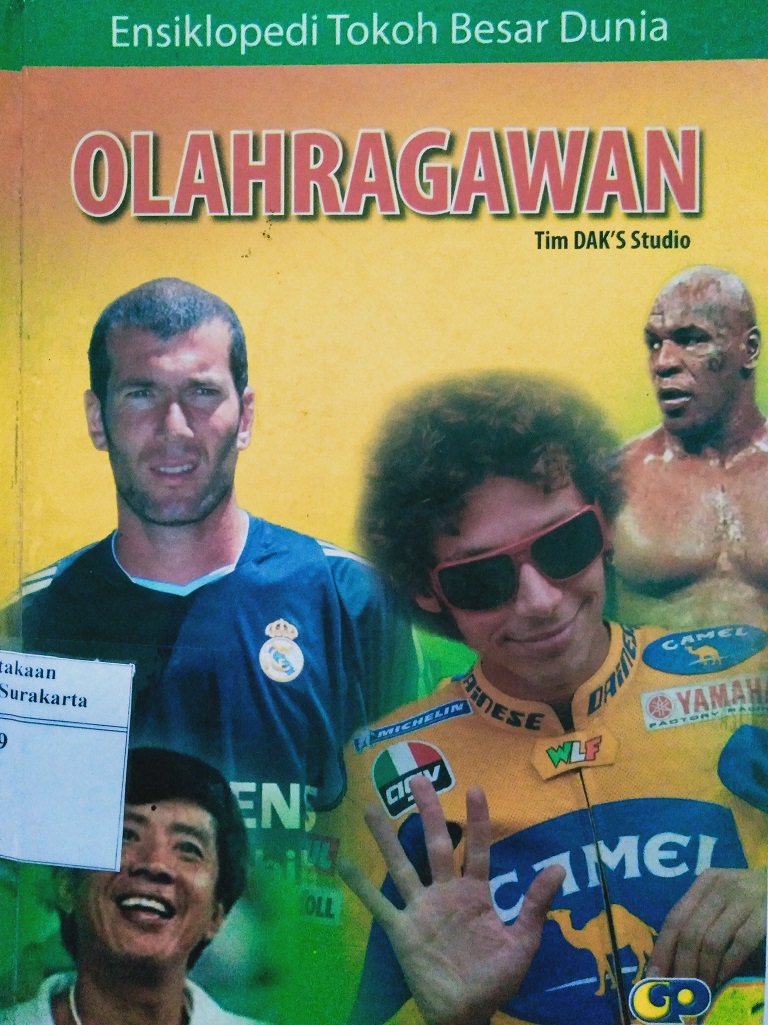 Ensiklopedi Tokoh Besar Dunia
OLAHRAGAWAN
Tim DAK'S Studio
CAMEL
YAMAHA
FACTORY RACING
DAINESE DAINESE
MICHELIN
WLF
agv
takaan
Surakarta
9
ENS
OLL
CAMEL
GP